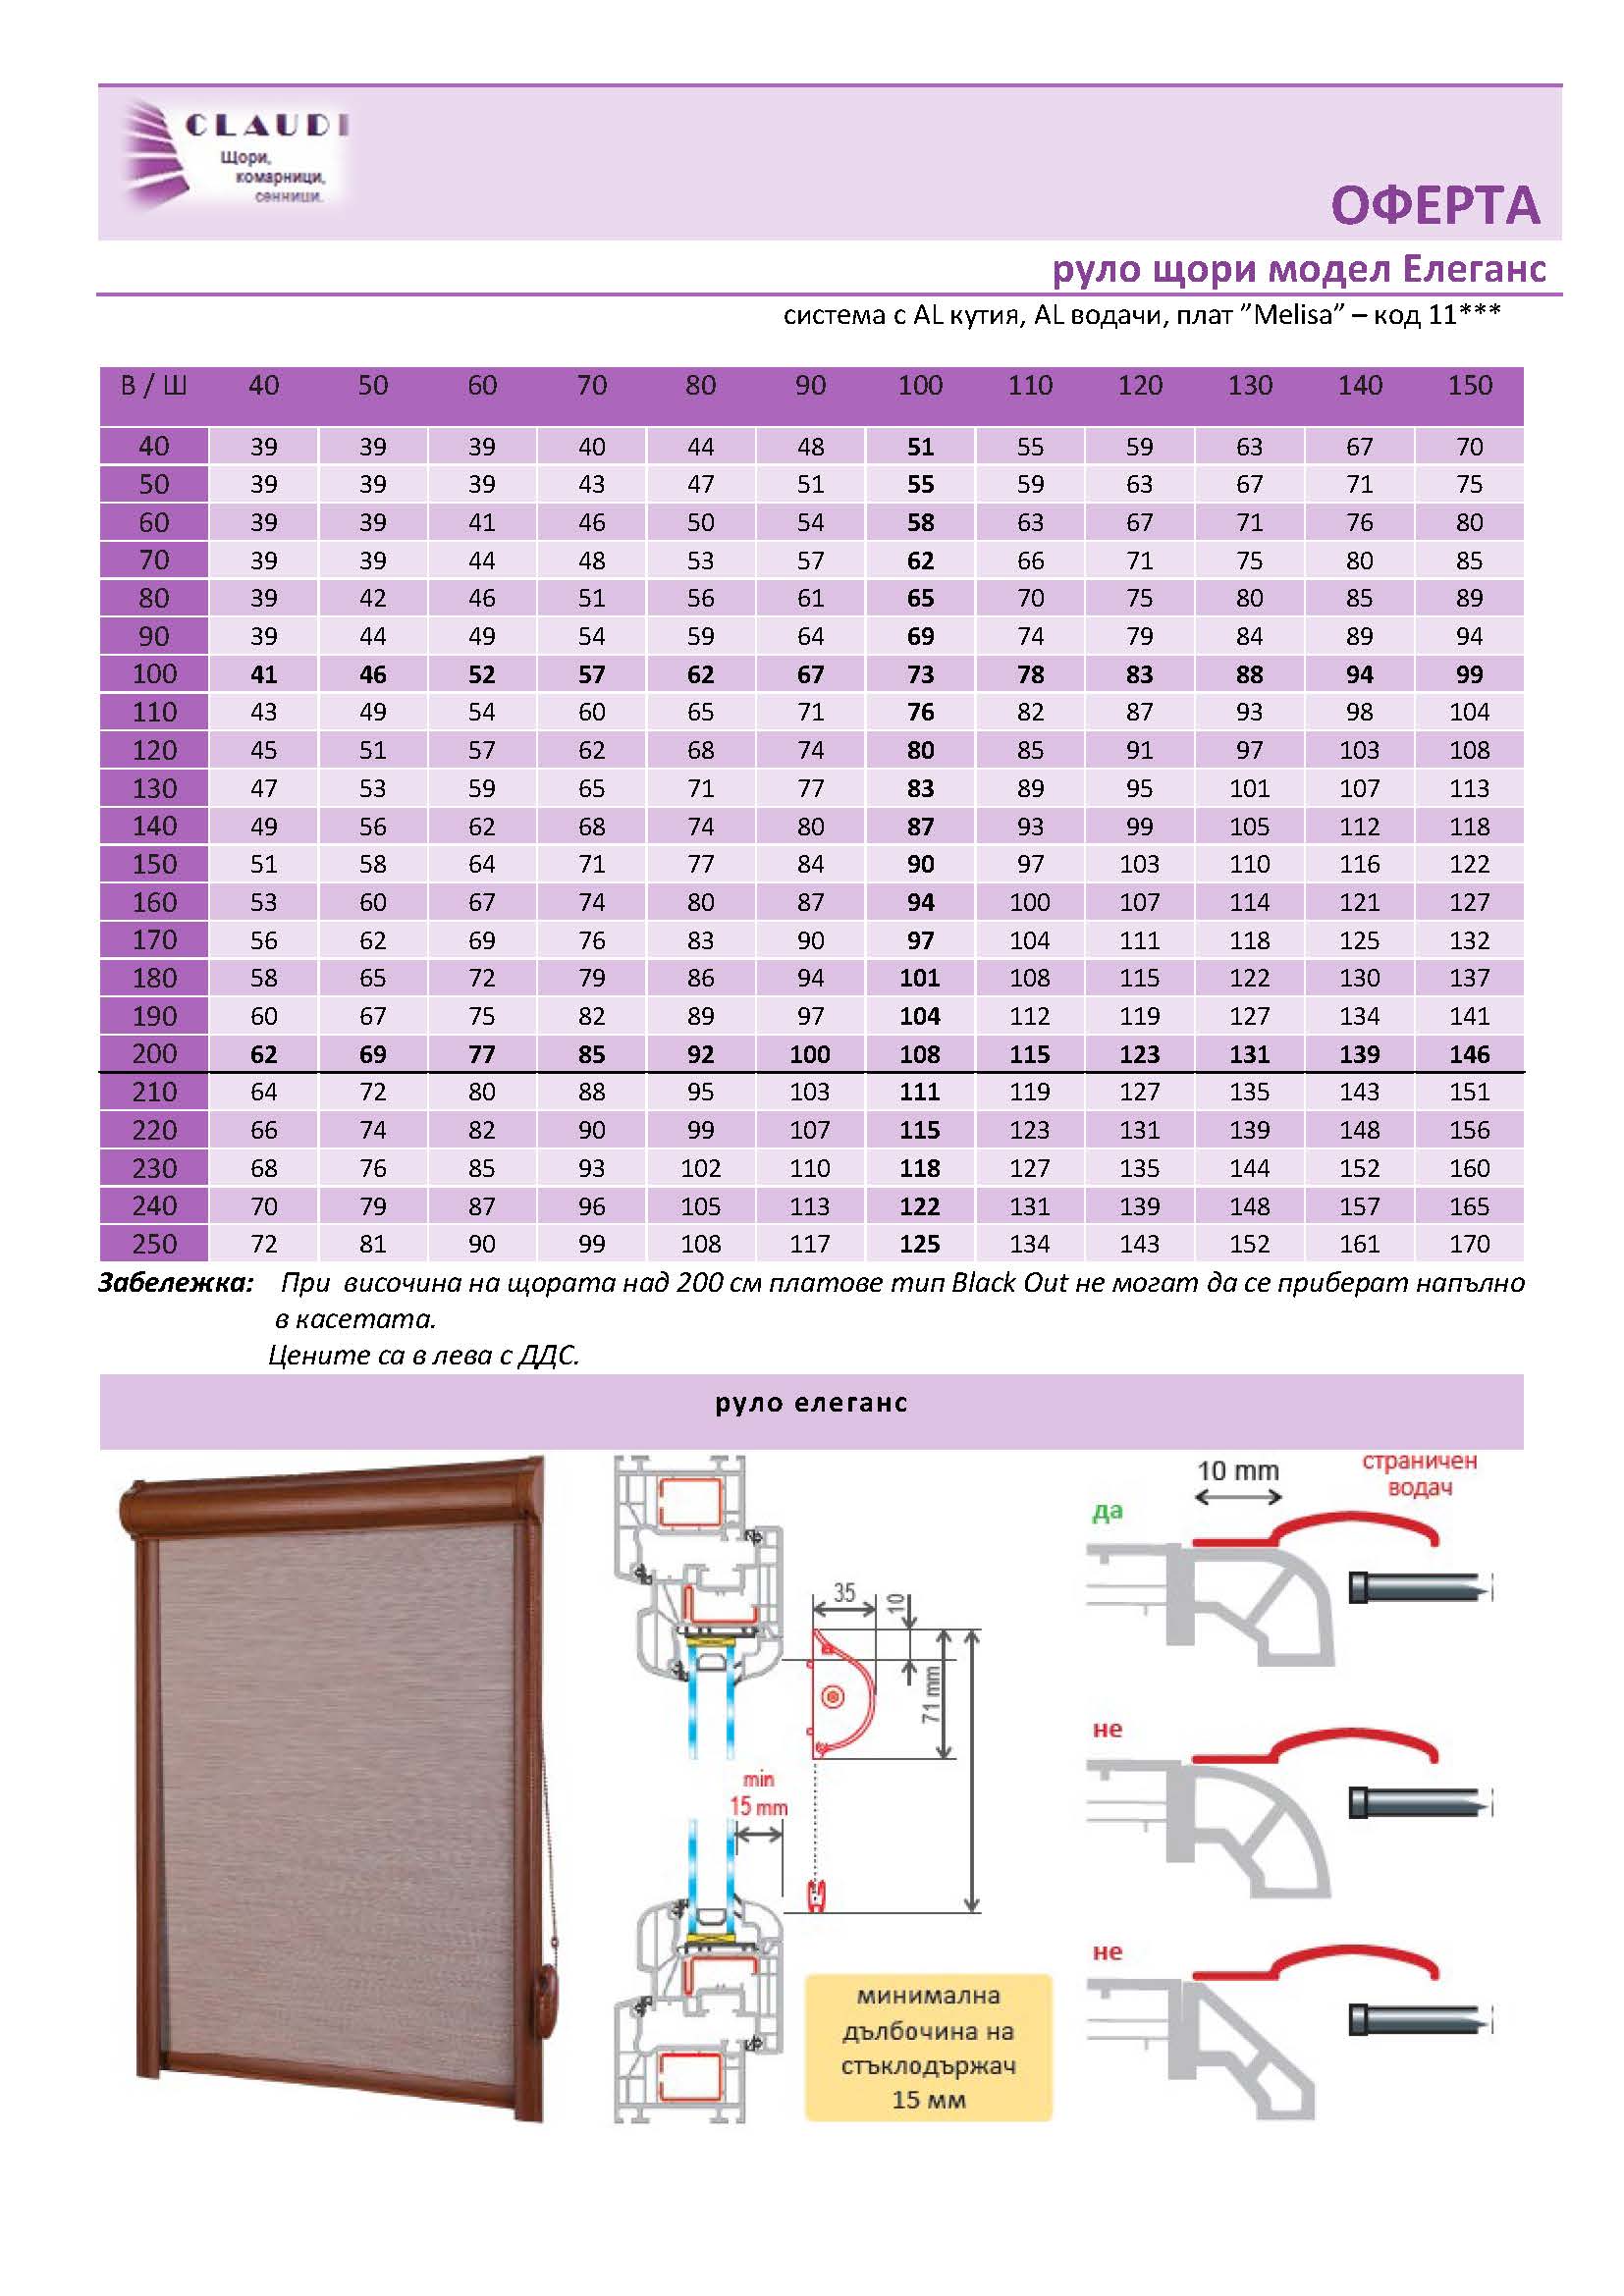 CLAUDI
Щори,
комарници,
сенници.
ОФЕРТА
руло щори модел Елеганс
система с AL кутия, AL водачи, плат ”Melisa” – код 11***
В / Ш 40 50 60 70 80 90 100 110 120 130 140 150
40 39 39 39 40 44 48 51 55 59 63 67 70
50 39 39 39 43 47 51 55 59 63 67 71 75
60 39 39 41 46 50 54 58 63 67 71 76 80
70 39 39 44 48 53 57 62 66 71 75 80 85
80 39 42 46 51 56 61 65 70 75 80 85 89
90 39 44 49 54 59 64 69 74 79 84 89 94
100 41 46 52 57 62 67 73 78 83 88 94 99
110 43 49 54 60 65 71 76 82 87 93 98 104
120 45 51 57 62 68 74 80 85 91 97 103 108
130 47 53 59 65 71 77 83 89 95 101 107 113
140 49 56 62 68 74 80 87 93 99 105 112 118
150 51 58 64 71 77 84 90 97 103 110 116 122
160 53 60 67 74 80 87 94 100 107 114 121 127
170 56 62 69 76 83 90 97 104 111 118 125 132
180 58 65 72 79 86 94 101 108 115 122 130 137
190 60 67 75 82 89 97 104 112 119 127 134 141
200 62 69 77 85 92 100 108 115 123 131 139 146
210 64 72 80 88 95 103 111 119 127 135 143 151
220 66 74 82 90 99 107 115 123 131 139 148 156
230 68 76 85 93 102 110 118 127 135 144 152 160
240 70 79 87 96 105 113 122 131 139 148 157 165
250 72 81 90 99 108 117 125 134 143 152 161 170
Забележка: При височина на щората над 200 см платове тип Black Out не могат да се приберат напълно
в касетата.
Цените са в лева с ДДС.
руло елеганс
35
10
71 mm
min
15 mm
минимална
дълбочина на
стъклодържач
15 мм
10 mm
страничен
водач
да
не
не